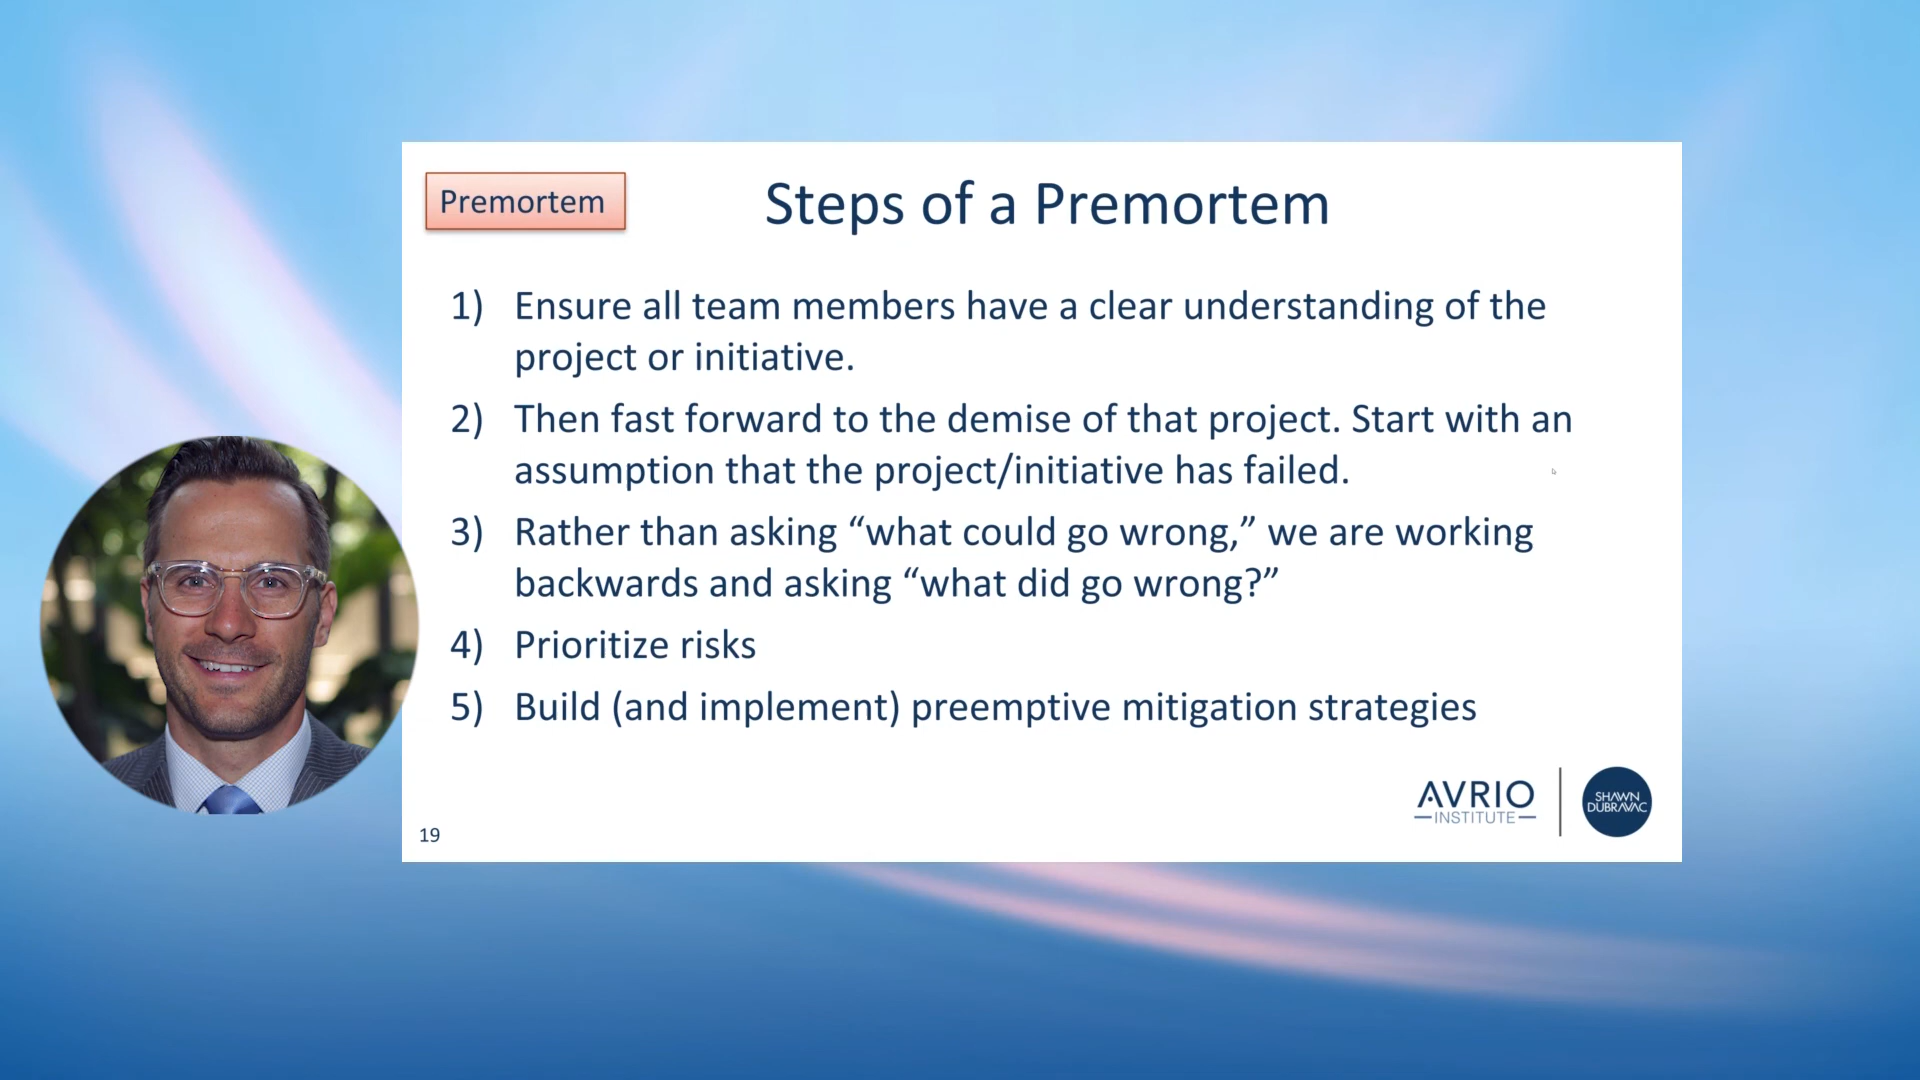 Premortem
Steps of a Premortem
1) Ensure all team members have a clear understanding of the
project or initiative.
2) Then fast forward to the demise of that project. Start with an
assumption that the project/initiative has failed.
3) Rather than asking “what could go wrong,” we are working
backwards and asking “what did go wrong?”
4) Prioritize risks
5) Build (and implement) preemptive mitigation strategies
AVRIO
INSTITUTE
SHAWN
DUBRAVAC
19